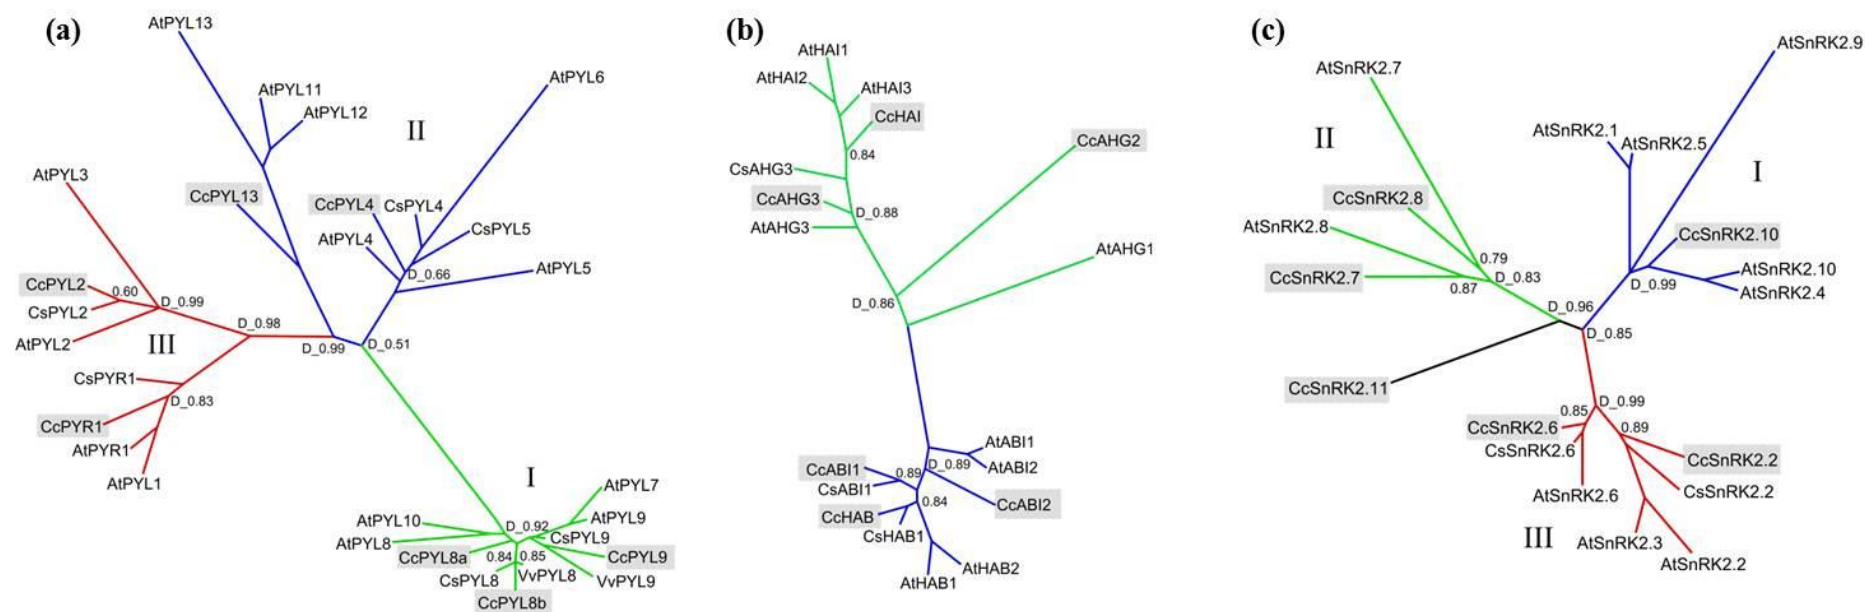 (a)
AtPYL13
AtPYL11
AtPYL12
AtPYL6
II
AtPYL3
CcPYL13
CcPYL4
CsPYL4
AtPYL4
CsPYL5
AtPYL5
D_0.66
CcPYL2
0.60
D_0.99
CsPYL2
AtPYL2
III
D_0.98
D_0.99
D_0.51
CsPYR1
D_0.83
CcPYR1
AtPYR1
AtPYL1
I
AtPYL7
AtPYL10
D_0.92
AtPYL9
AtPYL8
CsPYL9
CcPYL8a
0.84
0.85
CcPYL9
CsPYL8
VvPYL8
VvPYL9
CcPYL8b
(b)
AtHAI1
AtHAI2
AtHAI3
CcHAI
0.84
CcAHG2
CsAHG3
CcAHG3
D_0.88
AtAHG3
AtAHG1
D_0.86
AtABI1
CcABI1
0.89
D_0.89
AtABI2
CsABI1
CcABI2
0.84
CcHAB
CsHAB1
AtHAB2
AtHAB1
(c)
AtSnRK2.9
AtSnRK2.7
II
AtSnRK2.1
AtSnRK2.5
I
CcSnRK2.8
AtSnRK2.8
CcSnRK2.10
0.79
CcSnRK2.7
0.87
D_0.83
D_0.99
AtSnRK2.10
AtSnRK2.4
D_0.96
D_0.85
CcSnRK2.11
D_0.99
0.85
CcSnRK2.6
0.89
CsSnRK2.6
CcSnRK2.2
AtSnRK2.6
CsSnRK2.2
III
AtSnRK2.3
AtSnRK2.2